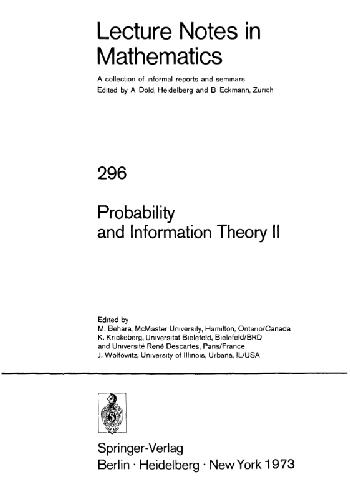 Lecture Notes in
Mathematics
A collection of informal reports and seminars
Edited by A. Dold, Heidelberg and B. Eckmann, Zürich
296
Probability
and Information Theory II
Edited by
M. Behara, McMaster University, Hamilton, Ontario/Canada
K. Krickeberg, Universität Bielefeld, Bielefeld/BRD
and Université René Descartes, Paris/France
J. Wolfowitz, University of Illinois, Urbana, IL/USA
Springer-Verlag
Berlin · Heidelberg · New York 1973